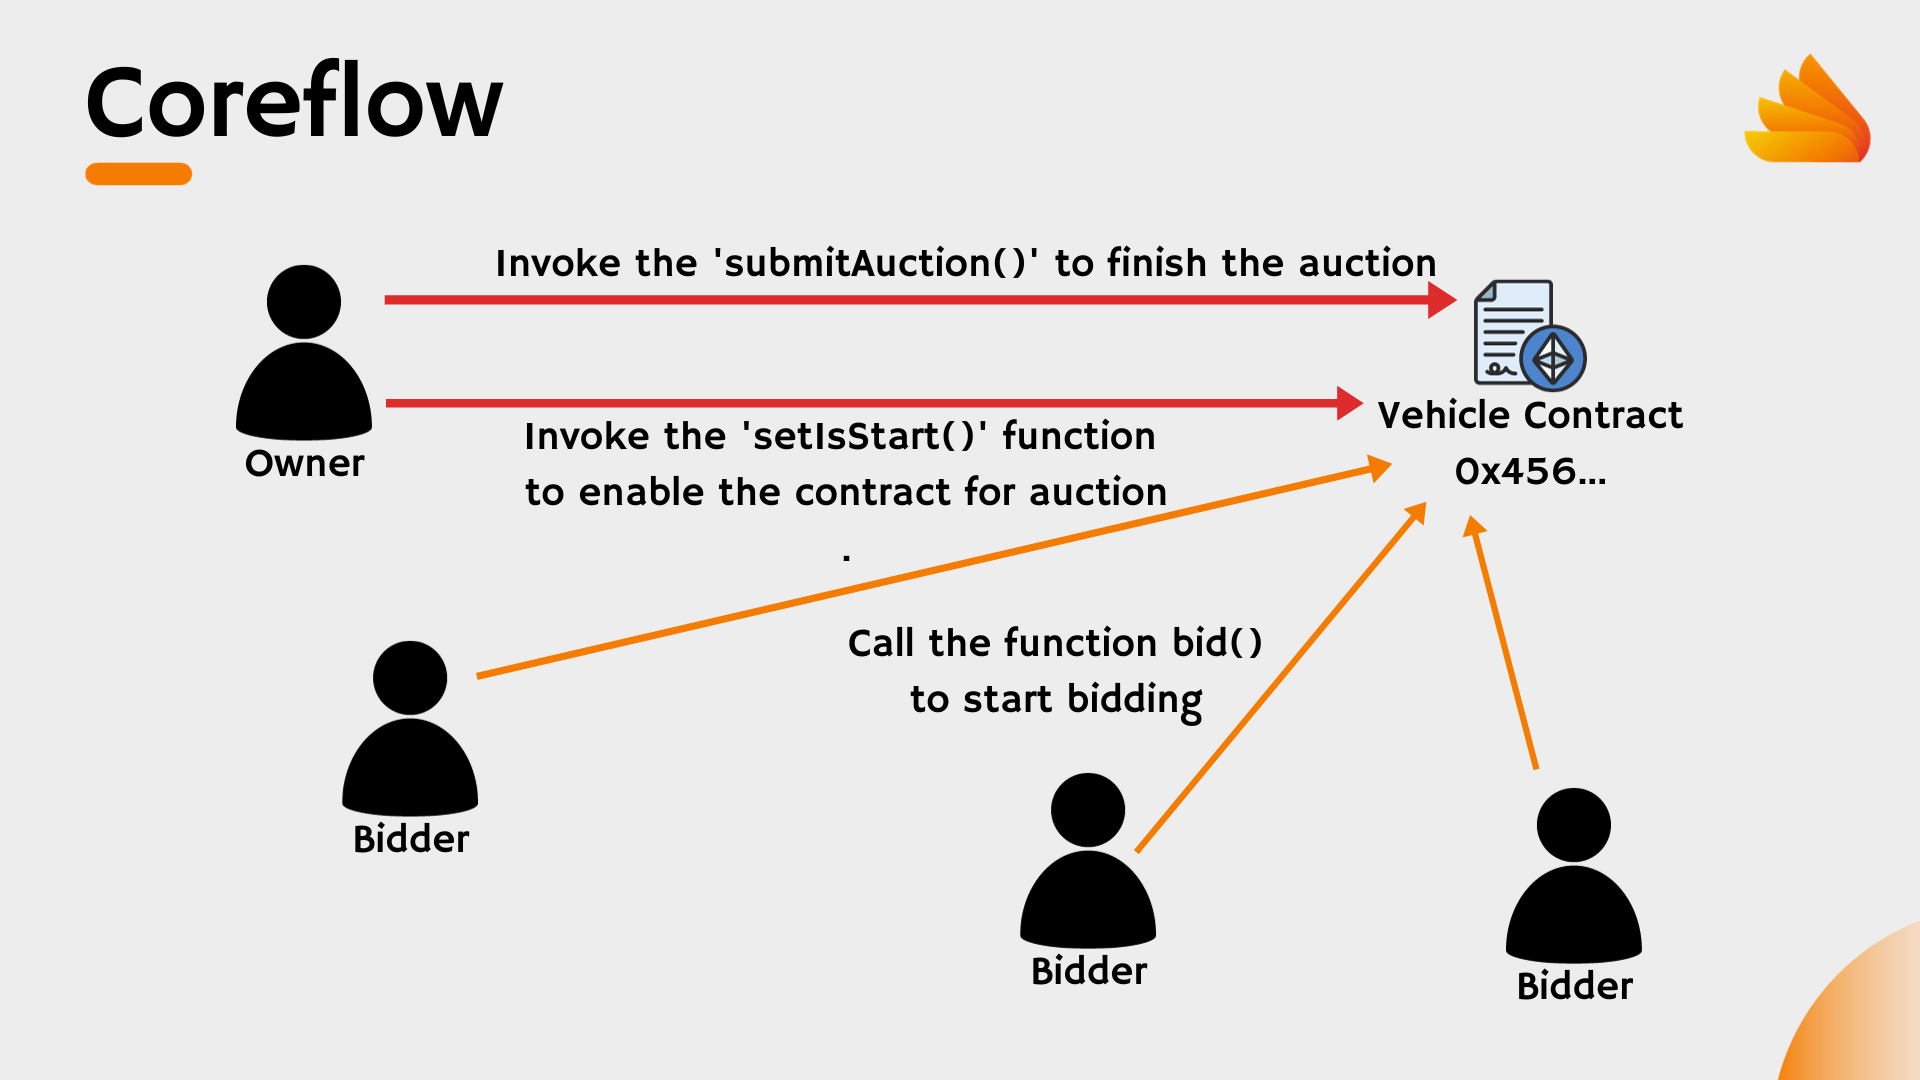 Coreflow
Invoke the 'submitAuction()' to finish the auction
Owner
Vehicle Contract
0x456...
Invoke the 'setIsStart()' function
to enable the contract for auction
.
Call the function bid()
to start bidding
Bidder
Bidder
Bidder